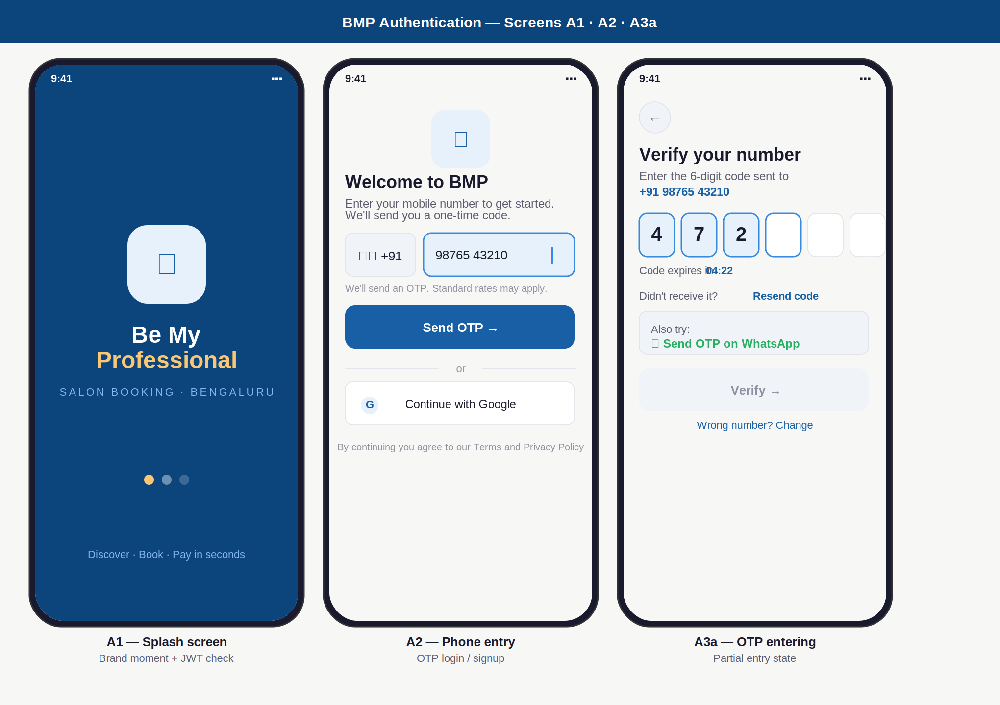 BMP Authentication — Screens A1 · A2 · A3a
9:41
Be My
Professional
SALON BOOKING · BENGALURU
Discover · Book · Pay in seconds
A1 — Splash screen
Brand moment + JWT check
9:41
Welcome to BMP
Enter your mobile number to get started.
We'll send you a one-time code.
+91
98765 43210
We'll send an OTP. Standard rates may apply.
Send OTP →
or
G
Continue with Google
By continuing you agree to our Terms and Privacy Policy
A2 — Phone entry
OTP login / signup
9:41
←
Verify your number
Enter the 6-digit code sent to
+91 98765 43210
4 7 2
Code expires in 04:22
Didn't receive it? Resend code
Also try:
Send OTP on WhatsApp
Verify →
Wrong number? Change
A3a — OTP entering
Partial entry state